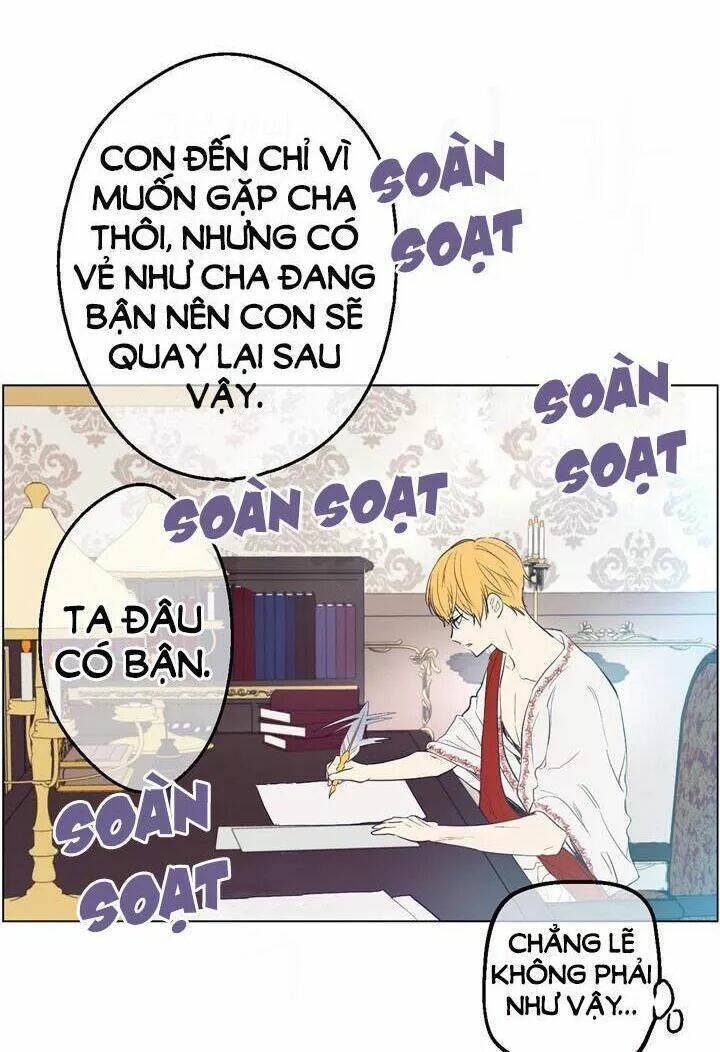 CON ĐẾN CHỈ VÌ
MUỐN GẶP CHA
THÔI, NHƯNG CÓ
VẺ NHƯ CHA ĐANG
BẬN NÊN CON SẼ
QUAY LẠI SAU
VẬY.
SOÀN
SOẠT
SOÀN
SOẠT
SOÀN SOẠT
TA ĐÂU
CÓ BẬN.
SOÀN
SOẠT
CHẲNG LẼ
KHÔNG PHẢI
NHƯ VẬY...